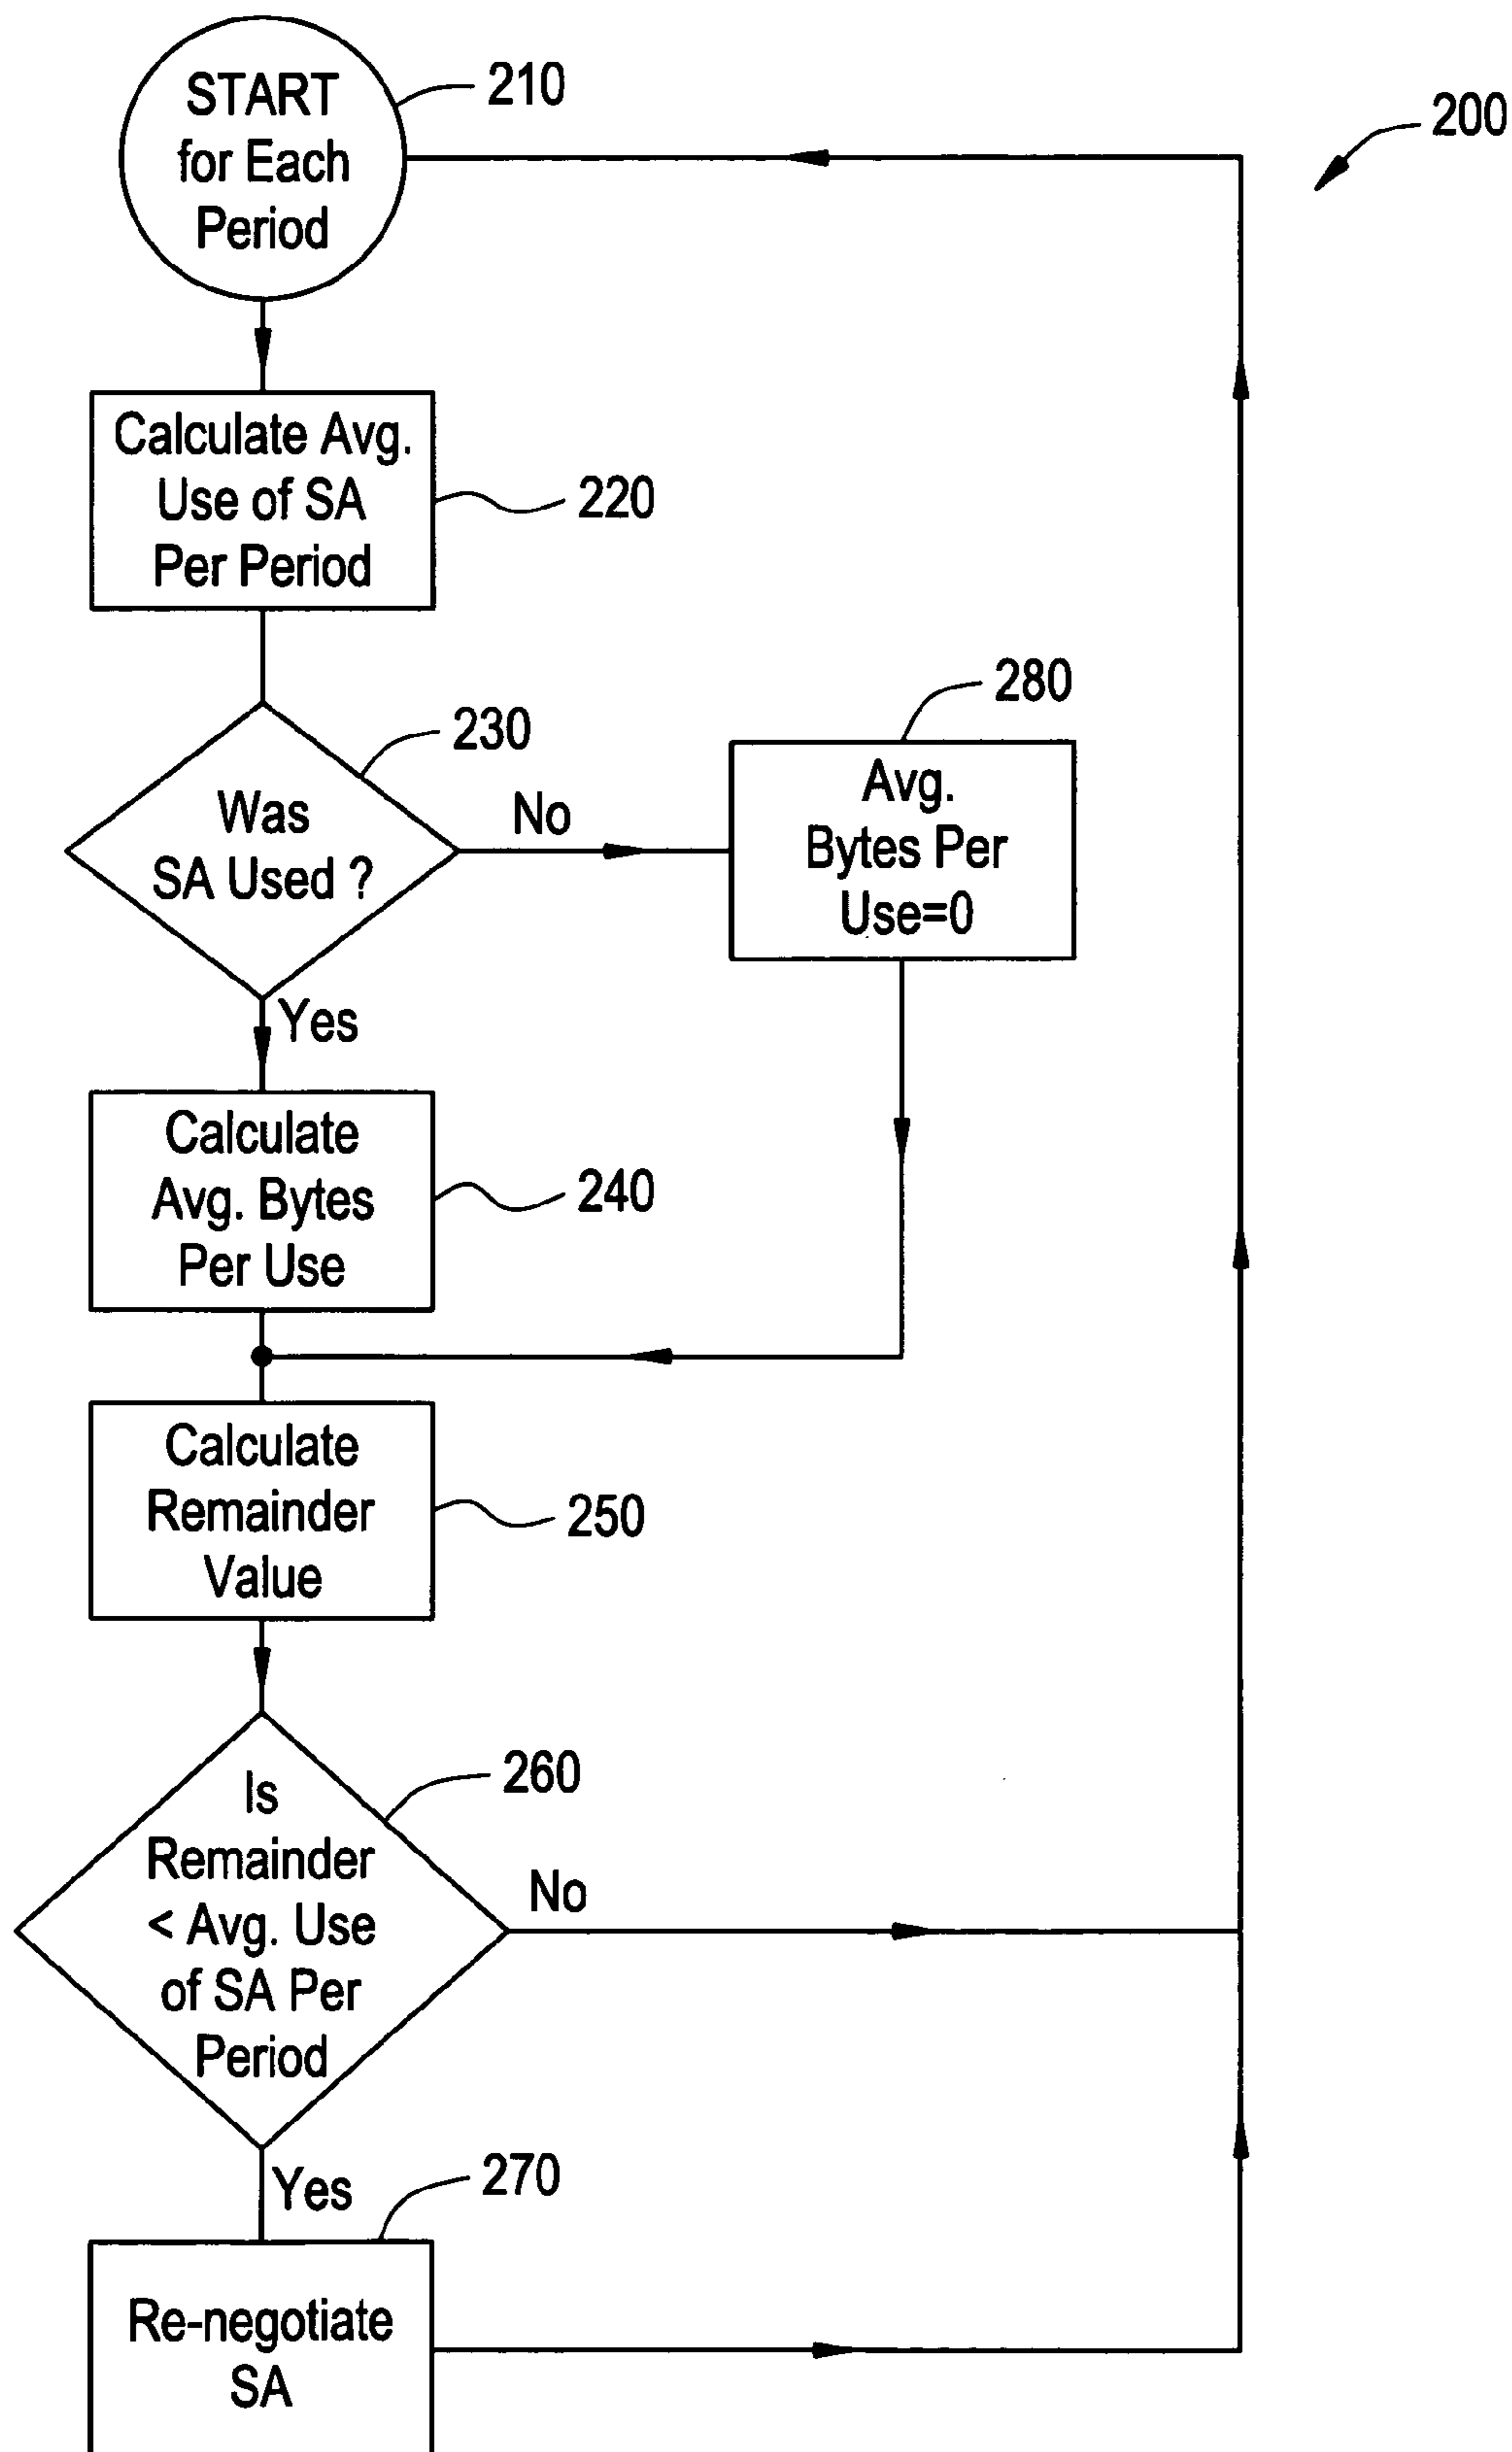 START
for Each
Period
210
200
Calculate Avg.
Use of SA
Per Period
220
Was
SA Used ?
230
No
Avg.
Bytes Per
Use=0
280
Yes
Calculate
Avg. Bytes
Per Use
240
Calculate
Remainder
Value
250
Is
Remainder
< Avg. Use
of SA Per
Period
260
No
Yes
Re-negotiate
SA
270